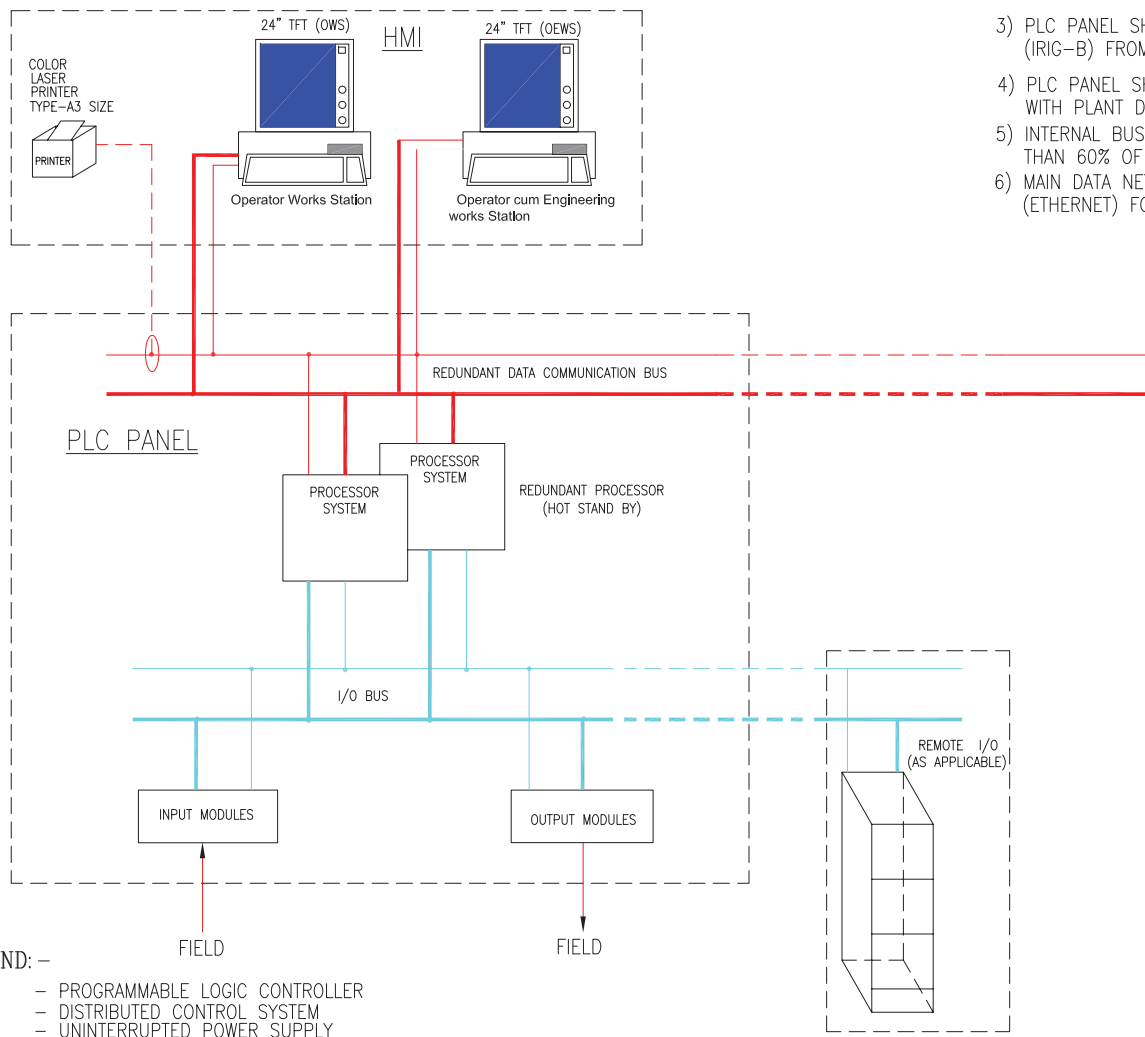 24" TFT (OWS)
HMI
24" TFT (OEWS)
COLOR
LASER
PRINTER
TYPE-A3 SIZE
PRINTER
Operator Works Station
Operator cum Engineering
works Station
3) PLC PANEL SH
(IRIG-B) FROM
4) PLC PANEL SH
WITH PLANT D
5) INTERNAL BUS
THAN 60% OF
6) MAIN DATA NE
(ETHERNET) FO
REDUNDANT DATA COMMUNICATION BUS
PLC PANEL
PROCESSOR
SYSTEM
PROCESSOR
SYSTEM
REDUNDANT PROCESSOR
(HOT STAND BY)
I/O BUS
REMOTE I/O
(AS APPLICABLE)
INPUT MODULES
OUTPUT MODULES
FIELD
FIELD
ND:-
- PROGRAMMABLE LOGIC CONTROLLER
- DISTRIBUTED CONTROL SYSTEM
- UNINTERRUPTED POWER SUPPLY